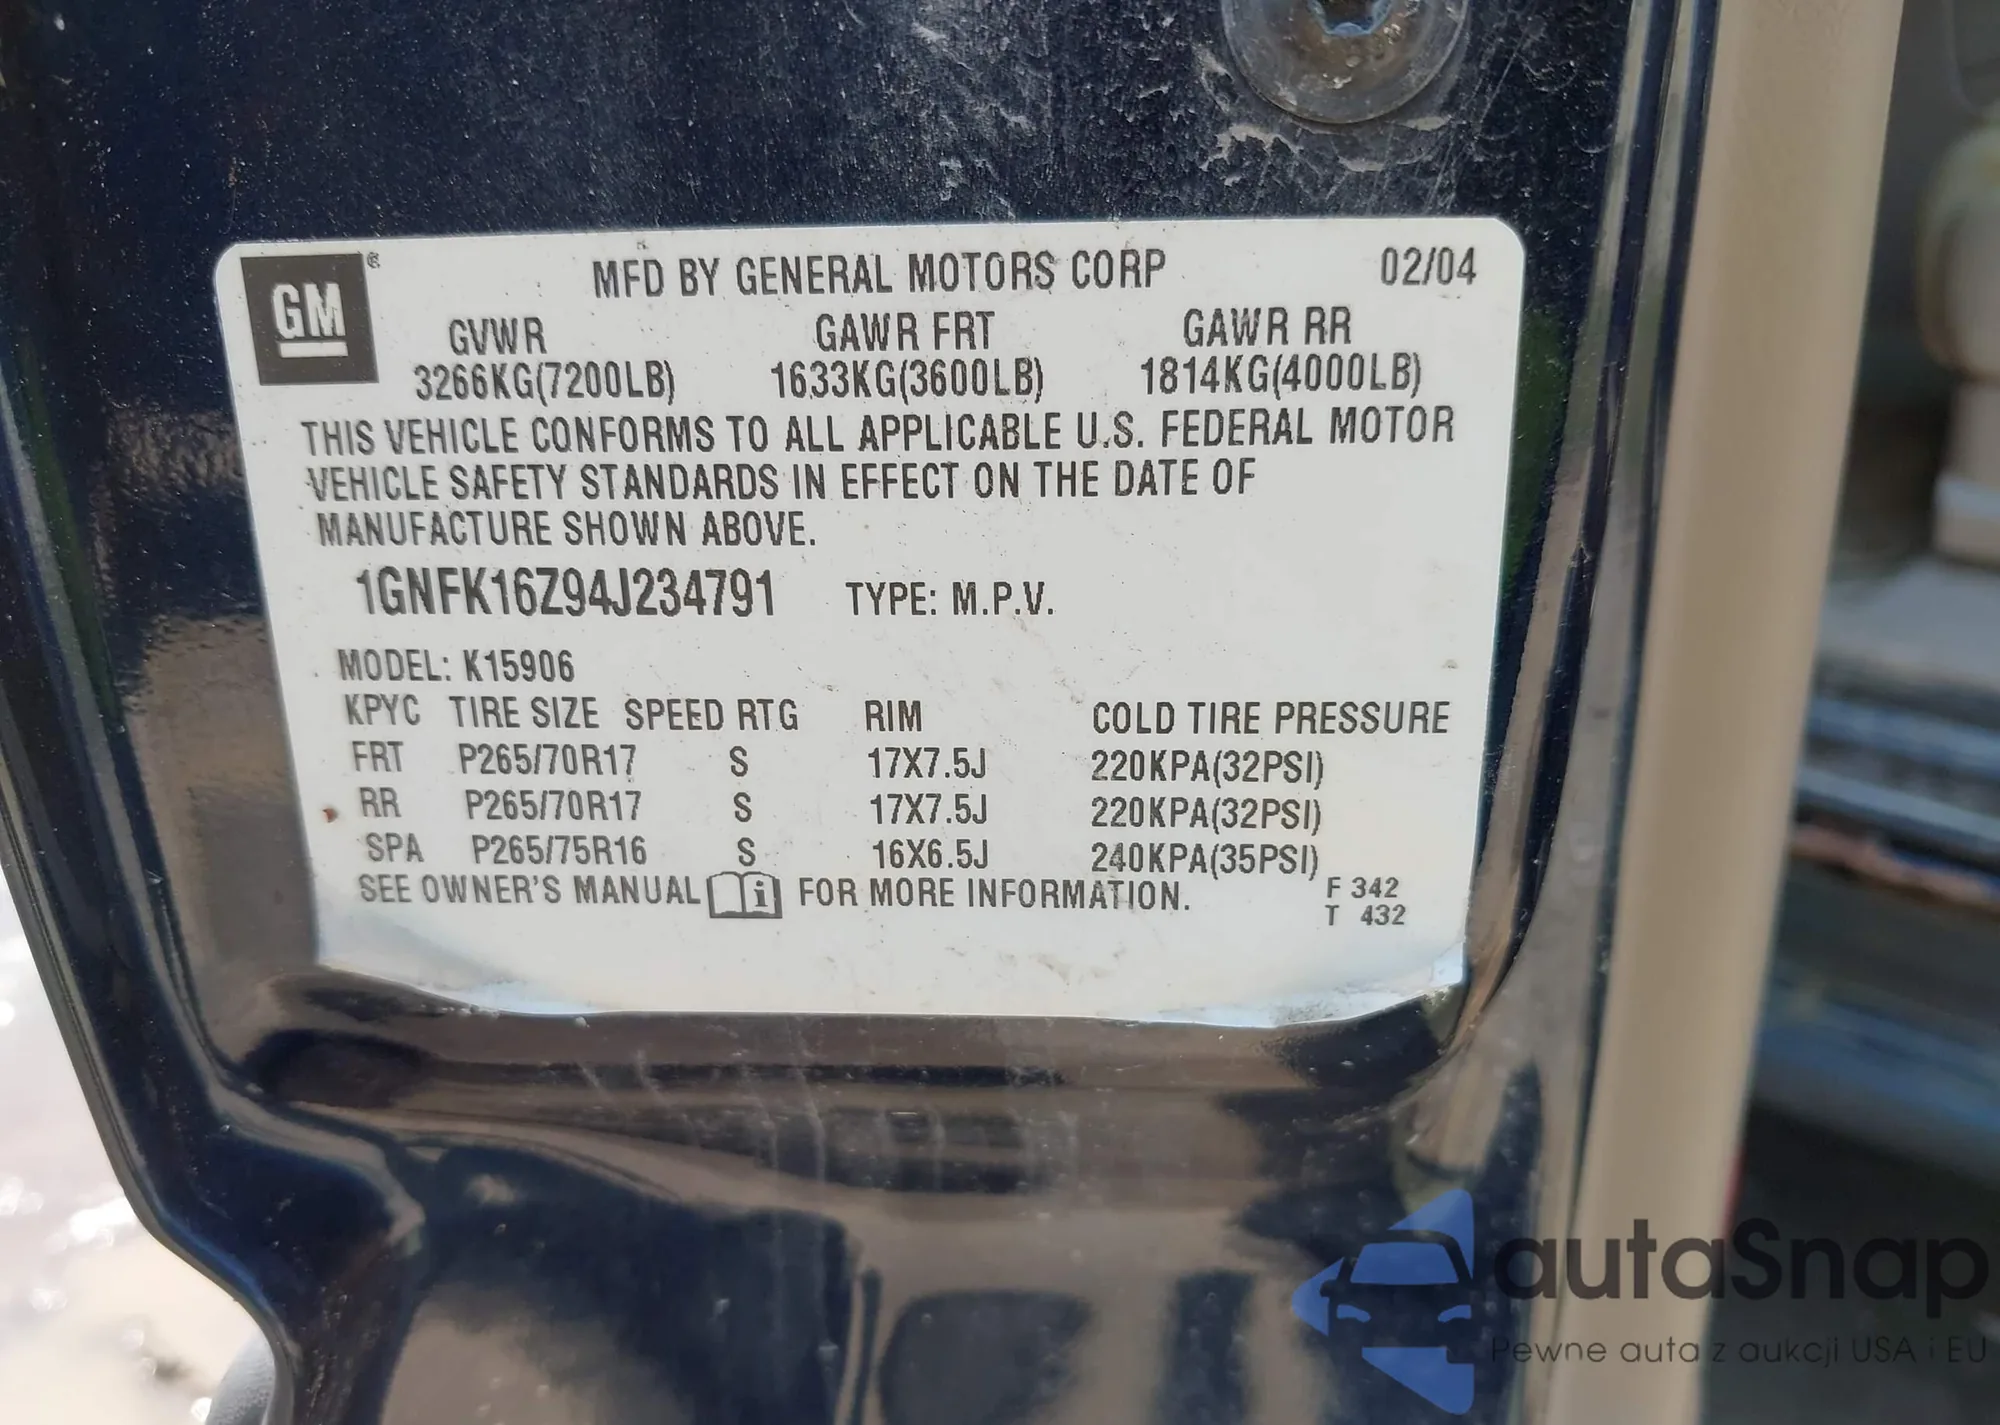 GM ® MFD BY GENERAL MOTORS CORP 02/04
GVWR GAWR FRT GAWR RR
3266KG(7200LB) 1633KG(3600LB) 1814KG(4000LB)
THIS VEHICLE CONFORMS TO ALL APPLICABLE U.S. FEDERAL MOTOR
VEHICLE SAFETY STANDARDS IN EFFECT ON THE DATE OF
MANUFACTURE SHOWN ABOVE.
1GNFK16Z94J234791 TYPE: M.P.V.
MODEL: K15906
KPYC TIRE SIZE SPEED RTG RIM COLD TIRE PRESSURE
FRT P265/70R17 S 17X7.5J 220KPA(32PSI)
RR P265/70R17 S 17X7.5J 220KPA(32PSI)
SPA P265/75R16 S 16X6.5J 240KPA(35PSI)
SEE OWNER'S MANUAL i FOR MORE INFORMATION.
F 342
T 432
autaSnap
Pewne auta z aukcji USA i EU